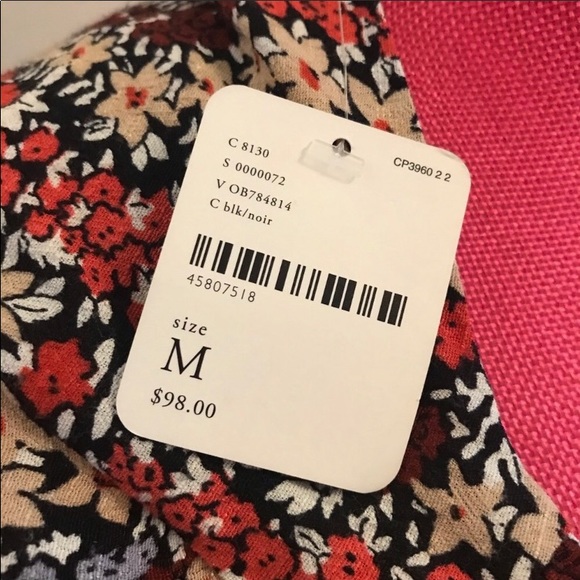 CP3960 2 2
C 8130
S 0000072
V OB784814
C blk/noir
45807518
size
M
$98.00